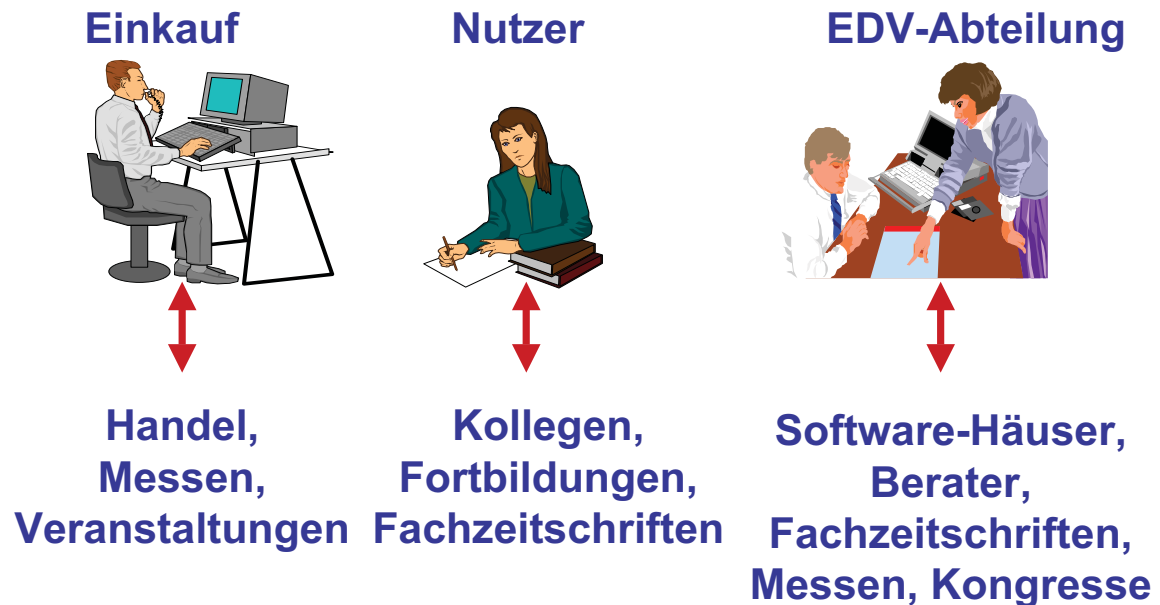 Einkauf
Nutzer
EDV-Abteilung
Handel,
Messen,
Veranstaltungen
Kollegen,
Fortbildungen,
Fachzeitschriften
Software-Häuser,
Berater,
Fachzeitschriften,
Messen, Kongresse